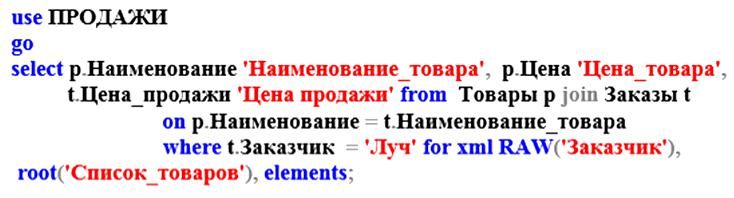 use ПРОДАЖИ
go
select p.Наименование 'Наименование_товара', p.Цена 'Цена_товара',
t.Цена_продажи 'Цена продажи' from Товары p join Заказы t
on p.Наименование = t.Наименование_товара
where t.Заказчик = 'Луч' for xml RAW('Заказчик'),
root('Список_товаров'), elements;